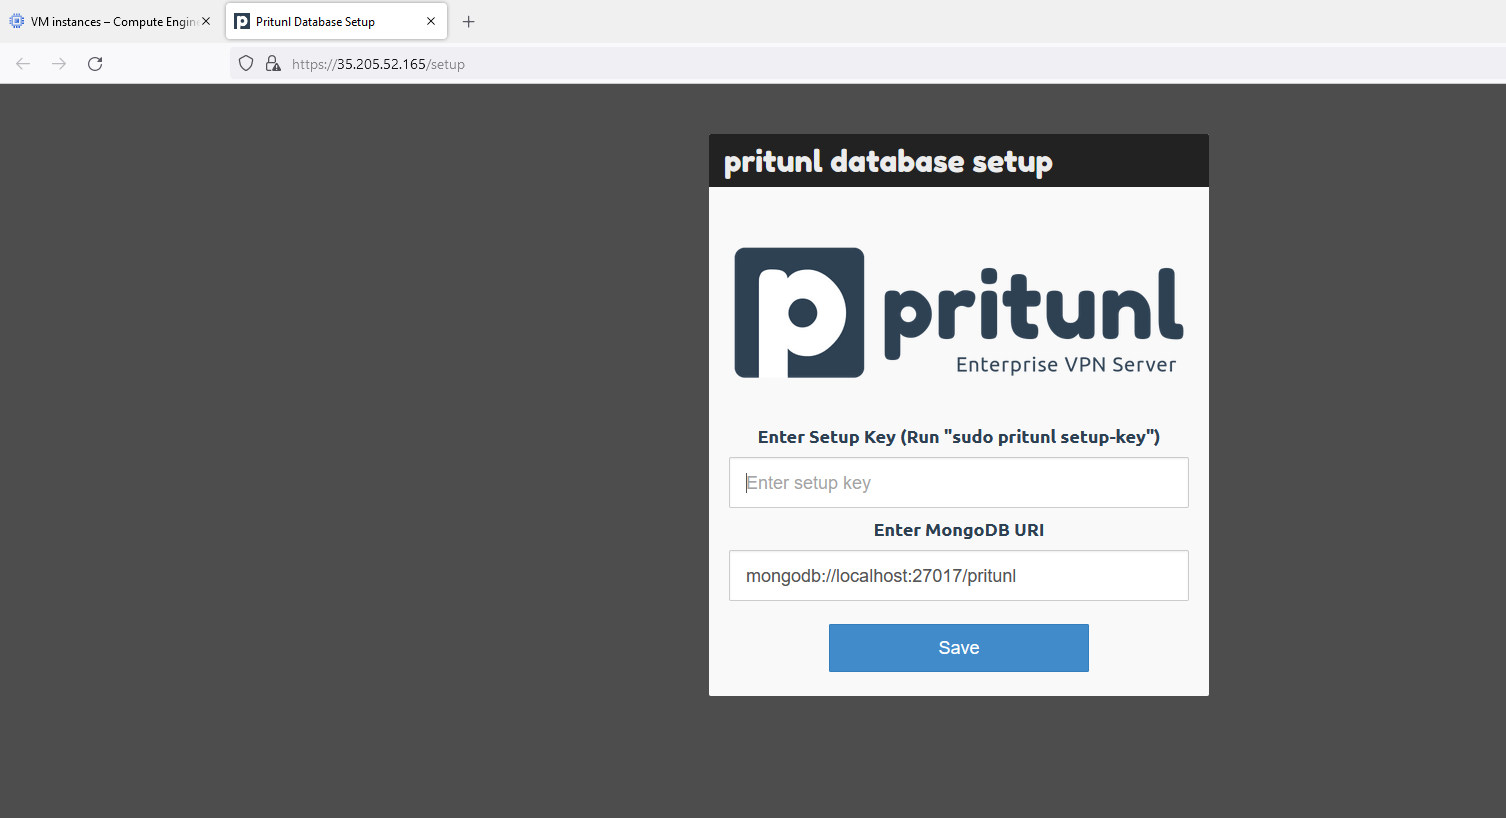 VM instances – Compute Engine
Pritunl Database Setup
https://35.205.52.165/setup
pritunl database setup
p pritunl
Enterprise VPN Server
Enter Setup Key (Run "sudo pritunl setup-key")
Enter setup key
Enter MongoDB URI
mongodb://localhost:27017/pritunl
Save